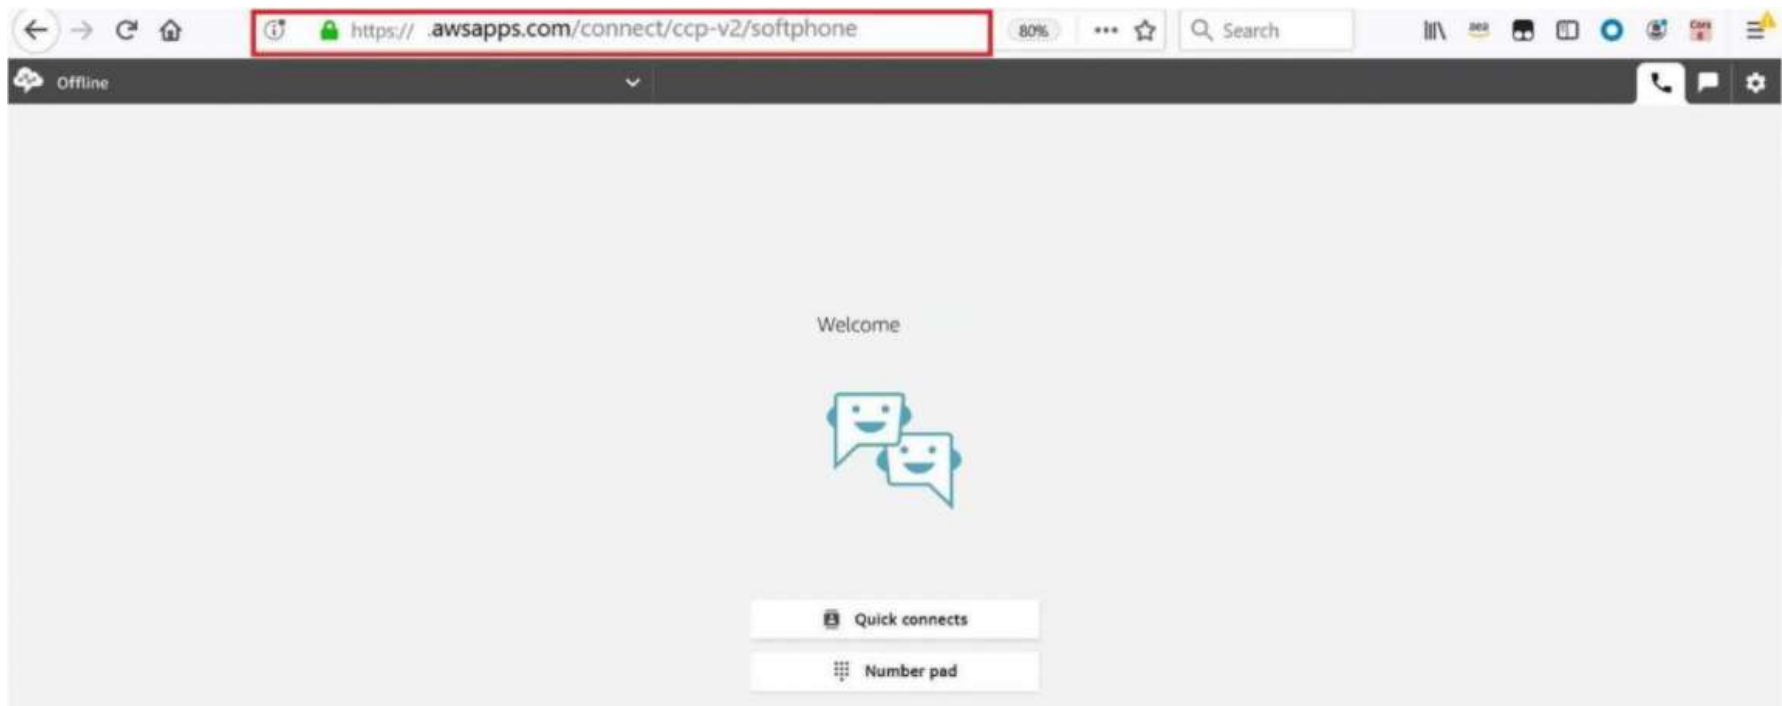 https:// .awsapps.com/connect/ccp-v2/softphone 80% Search
Offline
Welcome
Quick connects
Number pad